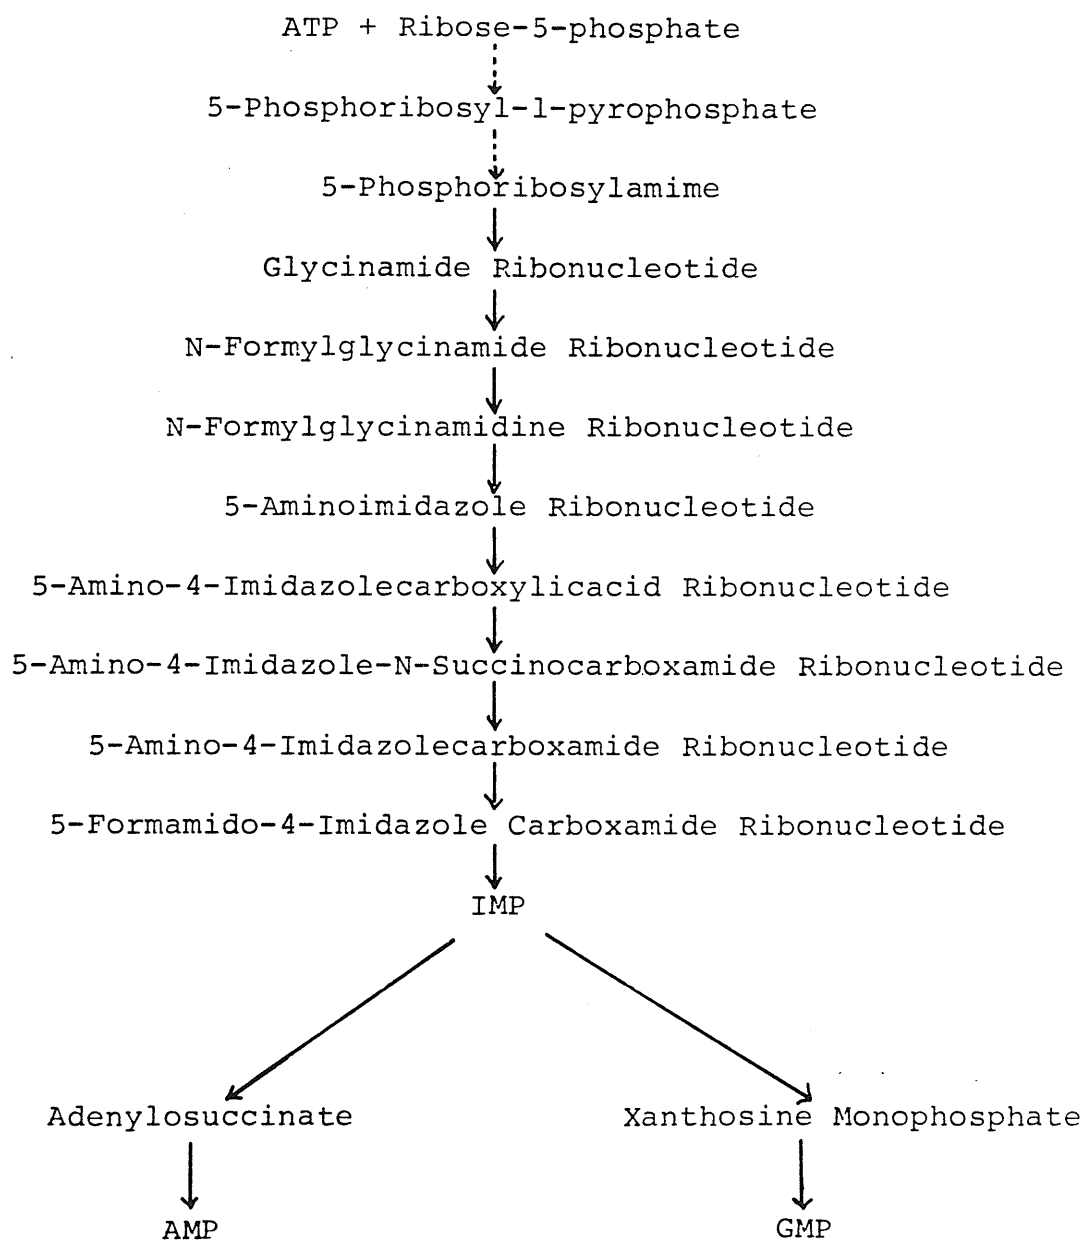 ATP + Ribose-5-phosphate
5-Phosphoribosyl-1-pyrophosphate
5-Phosphoribosylamime
Glycinamide Ribonucleotide
N-Formylglycinamide Ribonucleotide
N-Formylglycinamidine Ribonucleotide
5-Aminoimidazole Ribonucleotide
5-Amino-4-Imidazolecarboxylicacid Ribonucleotide
5-Amino-4-Imidazole-N-Succinocarboxamide Ribonucleotide
5-Amino-4-Imidazolecarboxamide Ribonucleotide
5-Formamido-4-Imidazole Carboxamide Ribonucleotide
IMP
Adenylosuccinate Xanthosine Monophosphate
AMP GMP